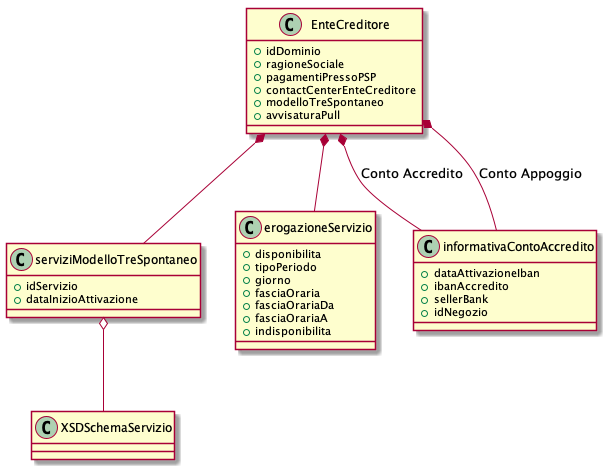 C EnteCreditore
idDominio
ragioneSociale
pagamentiPressoPSP
contactCenterEnteCreditore
modelloTreSpontaneo
avvisaturaPull
Conto Accredito
Conto Appoggio
C serviziModelloTreSpontaneo
idServizio
dataInizioAttivazione
C erogazioneServizio
disponibilita
tipoPeriodo
giorno
fasciaOraria
fasciaOrariaDa
fasciaOrariaA
indisponibilita
C informativaContoAccredito
dataAttivazioneIban
ibanAccredito
sellerBank
idNegozio
C XSDSchemaServizio